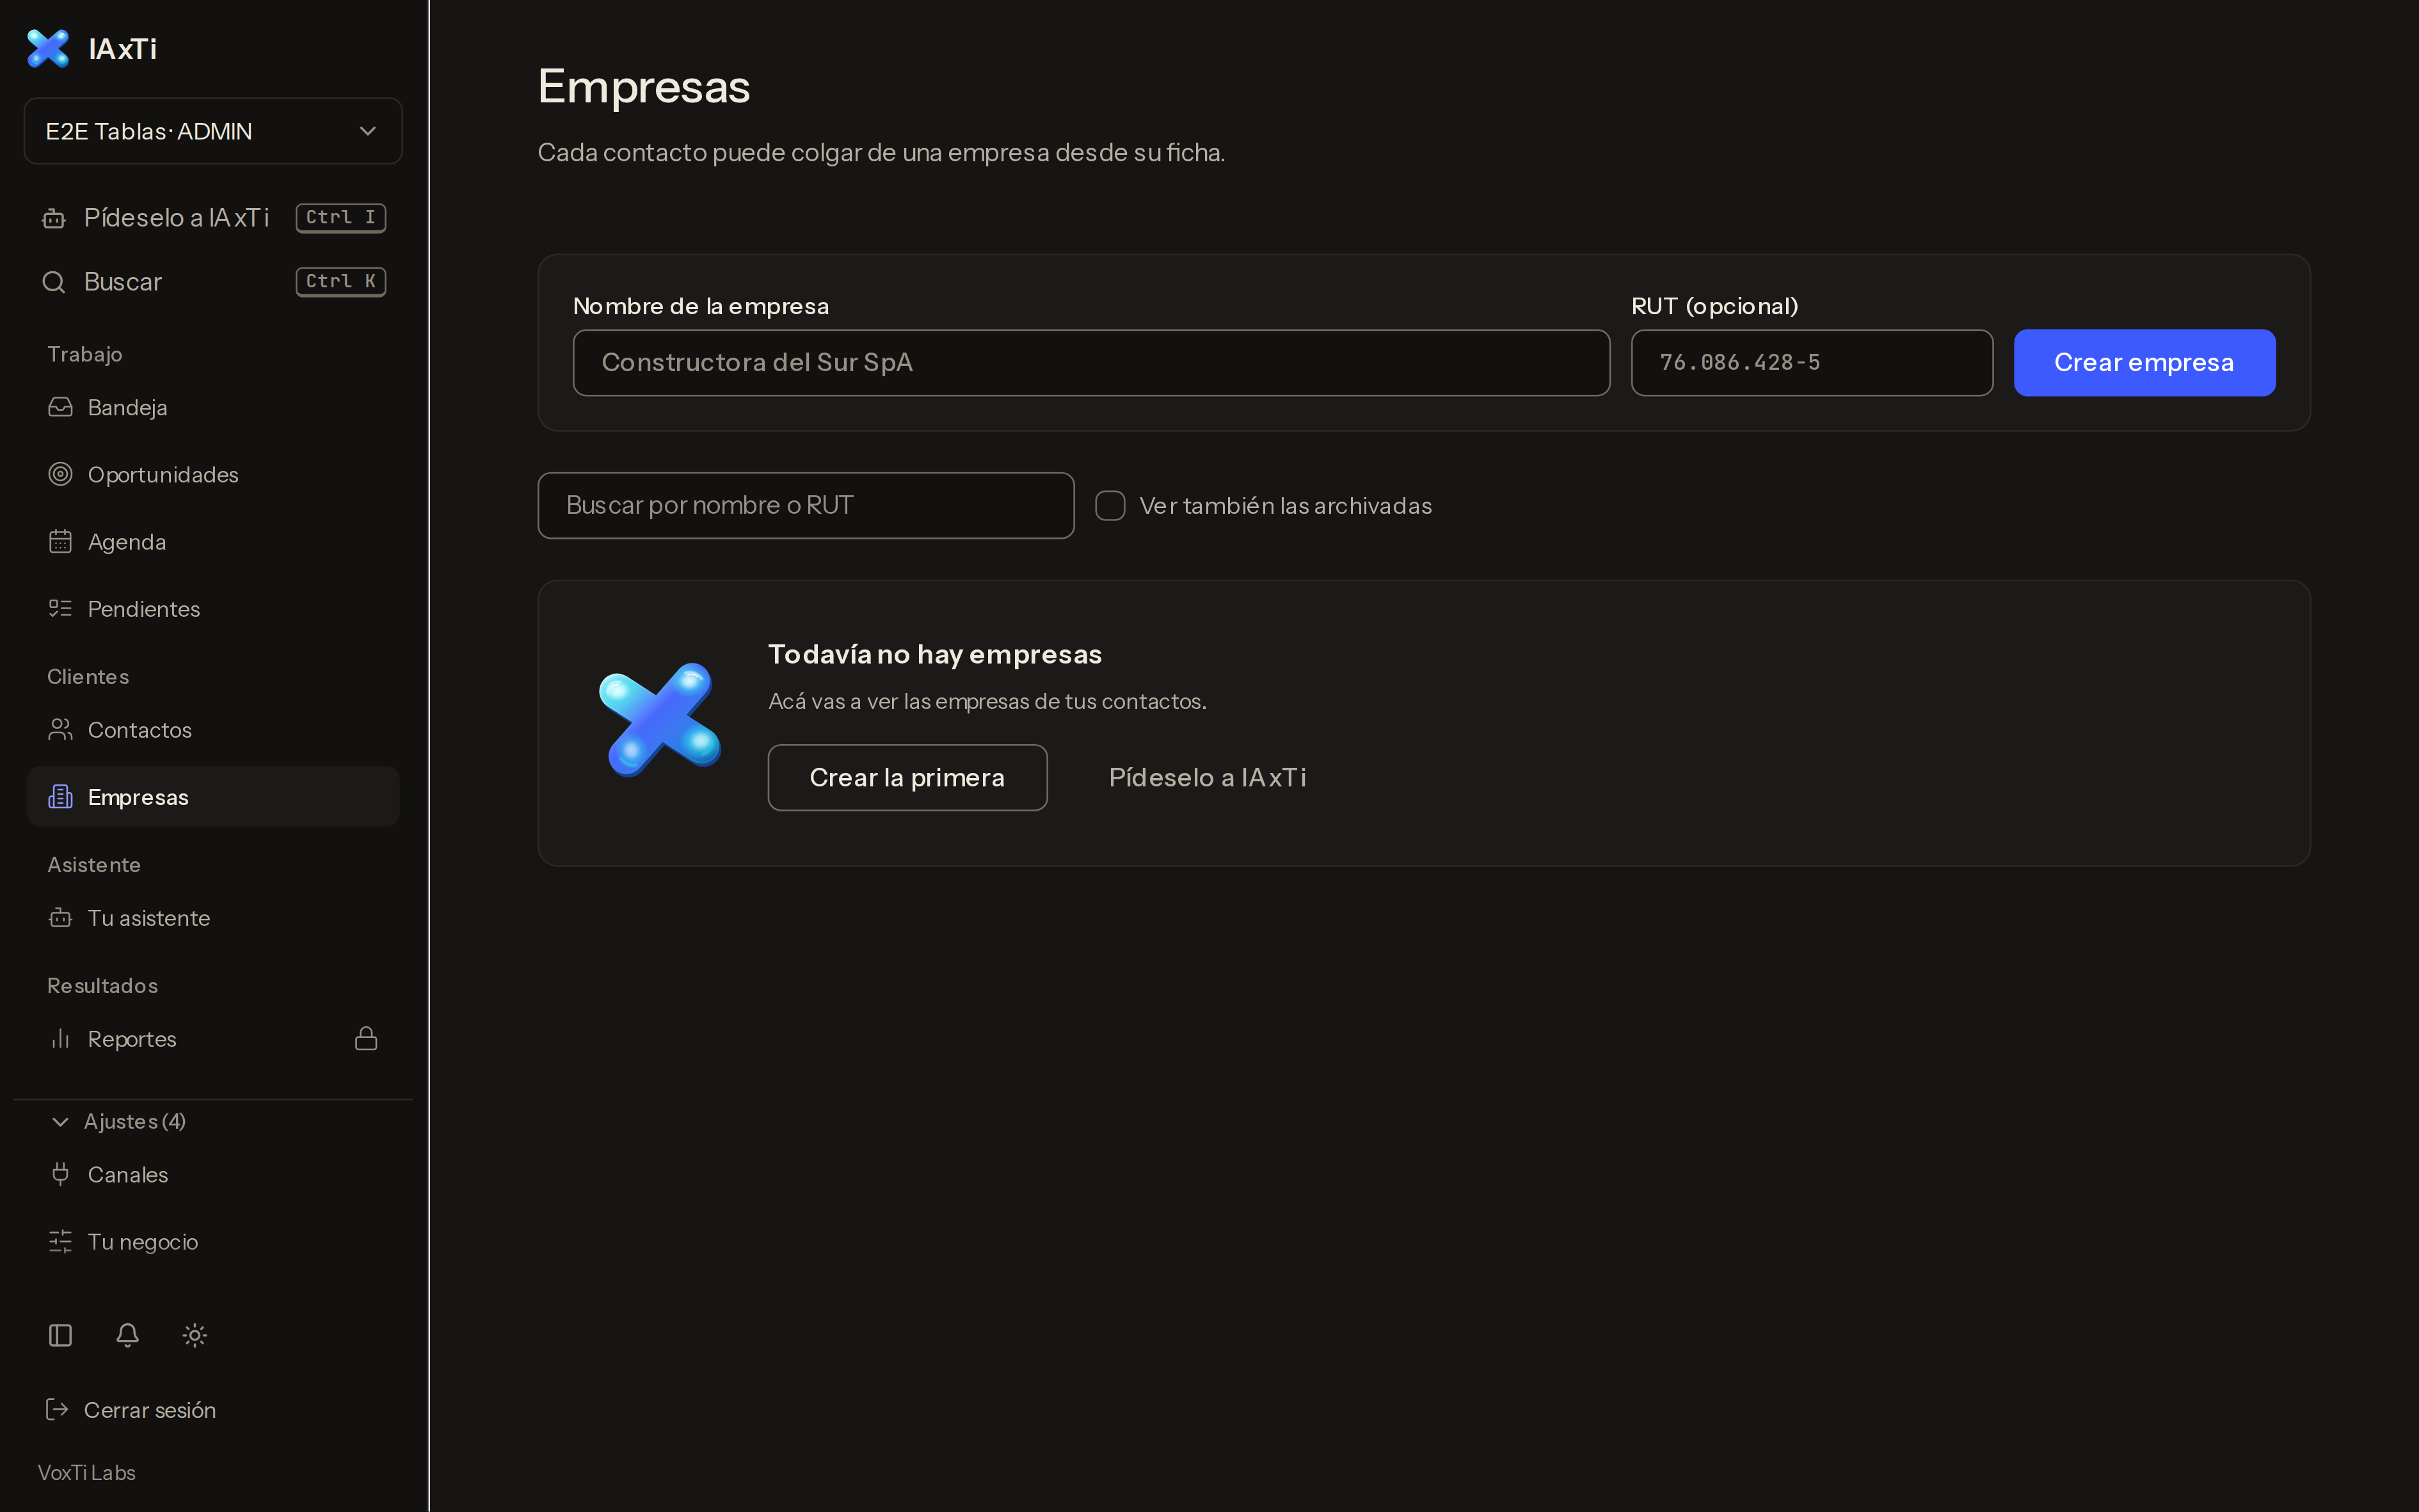 IAxTi
E2E Tablas · ADMIN
Pídeselo a IAxTi
Ctrl I
Buscar
Ctrl K
Trabajo
Bandeja
Oportunidades
Agenda
Pendientes
Clientes
Contactos
Empresas
Asistente
Tu asistente
Resultados
Reportes
Ajustes (4)
Canales
Tu negocio
Cerrar sesión
VoxTi Labs
Empresas
Cada contacto puede colgar de una empresa desde su ficha.
Nombre de la empresa
RUT (opcional)
Constructora del Sur SpA
76.086.428-5
Crear empresa
Buscar por nombre o RUT
Ver también las archivadas
Todavía no hay empresas
Acá vas a ver las empresas de tus contactos.
Crear la primera
Pídeselo a IAxTi